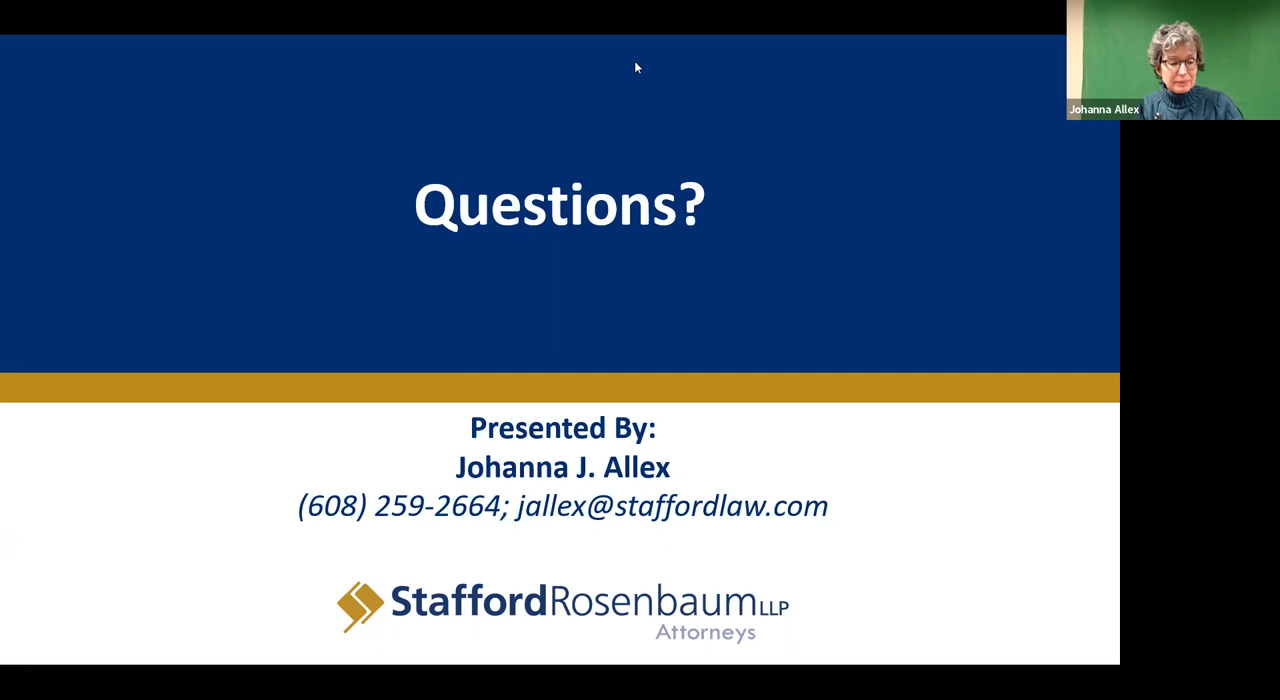 Johanna Allex
Questions?
Presented By:
Johanna J. Allex
(608) 259-2664; jallex@staffordlaw.com
StaffordRosenbaumLLP
Attorneys